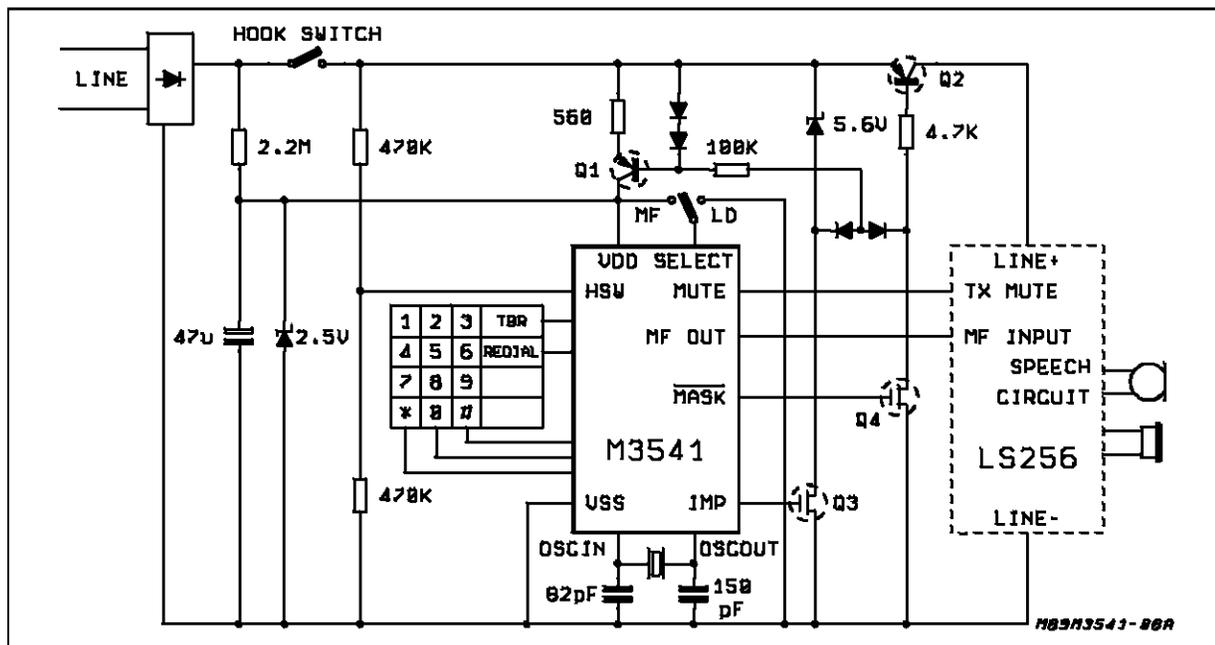 HOOK SWITCH
LINE
Q2
560
5.6V
4.7K
2.2M
470K
100K
Q1
MF
LD
VDD SELECT
LINE+
HSW
MUTE
TX MUTE
1 2 3 TBR
47u
2.5V
MF OUT
MF INPUT
4 5 6 REDIAL
SPEECH
7 8 9
MASK
CIRCUIT
* 0 #
Q4
M3541
LS256
470K
VSS
IMP
Q3
LINE-
OSCIN
OSCOUT
82pF
150
pF
M89M3541-08A